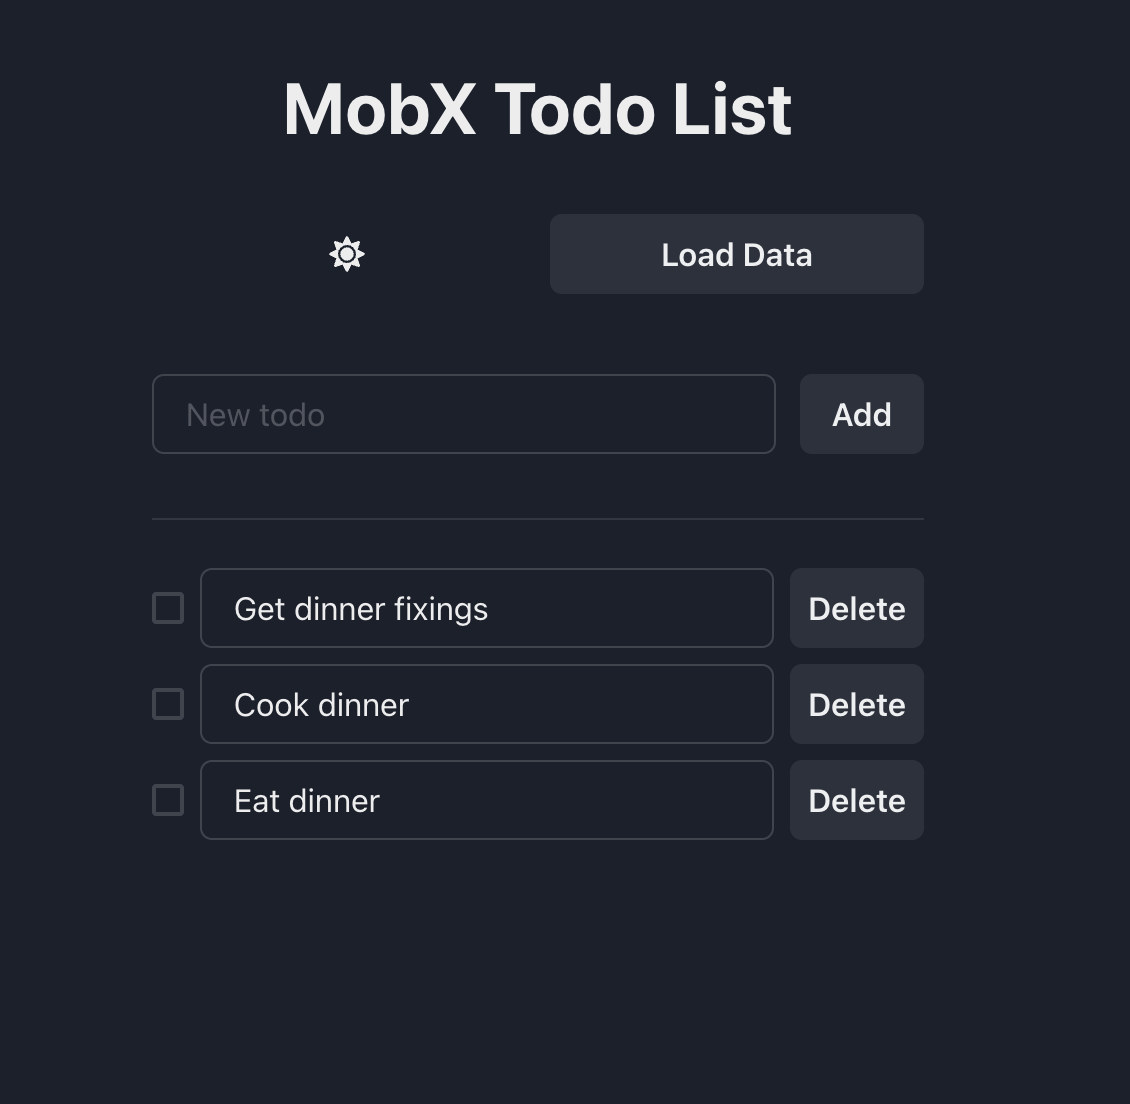 MobX Todo List
Load Data
New todo
Add
Get dinner fixings
Delete
Cook dinner
Delete
Eat dinner
Delete